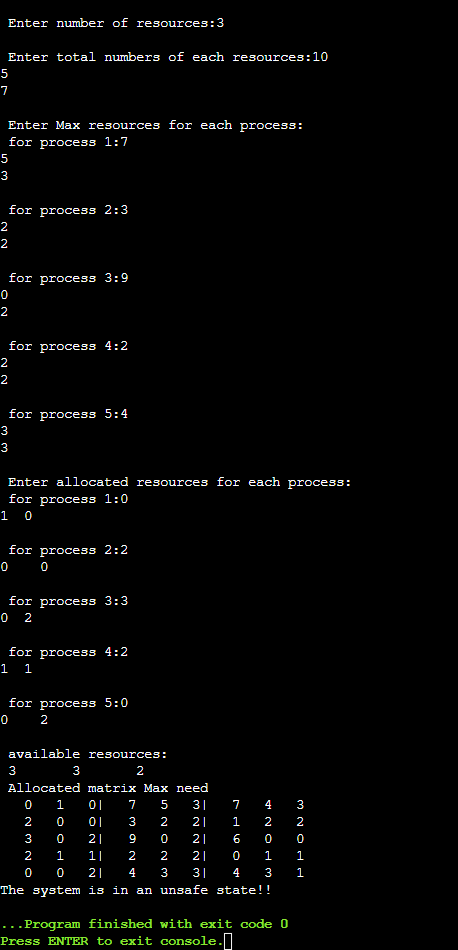 Enter number of resources:3
Enter total numbers of each resources:10
5
7
Enter Max resources for each process:
for process 1:7
5
3
for process 2:3
2
2
for process 3:9
0
2
for process 4:2
2
2
for process 5:4
3
3
Enter allocated resources for each process:
for process 1:0
1  0
for process 2:2
0    0
for process 3:3
0  2
for process 4:2
1  1
for process 5:0
0    2
available resources:
3       3       2
Allocated matrix Max need
0   1   0|   7   5   3|   7   4   3
2   0   0|   3   2   2|   1   2   2
3   0   2|   9   0   2|   6   0   0
2   1   1|   2   2   2|   0   1   1
0   0   2|   4   3   3|   4   3   1
The system is in an unsafe state!!
...Program finished with exit code 0
Press ENTER to exit console.